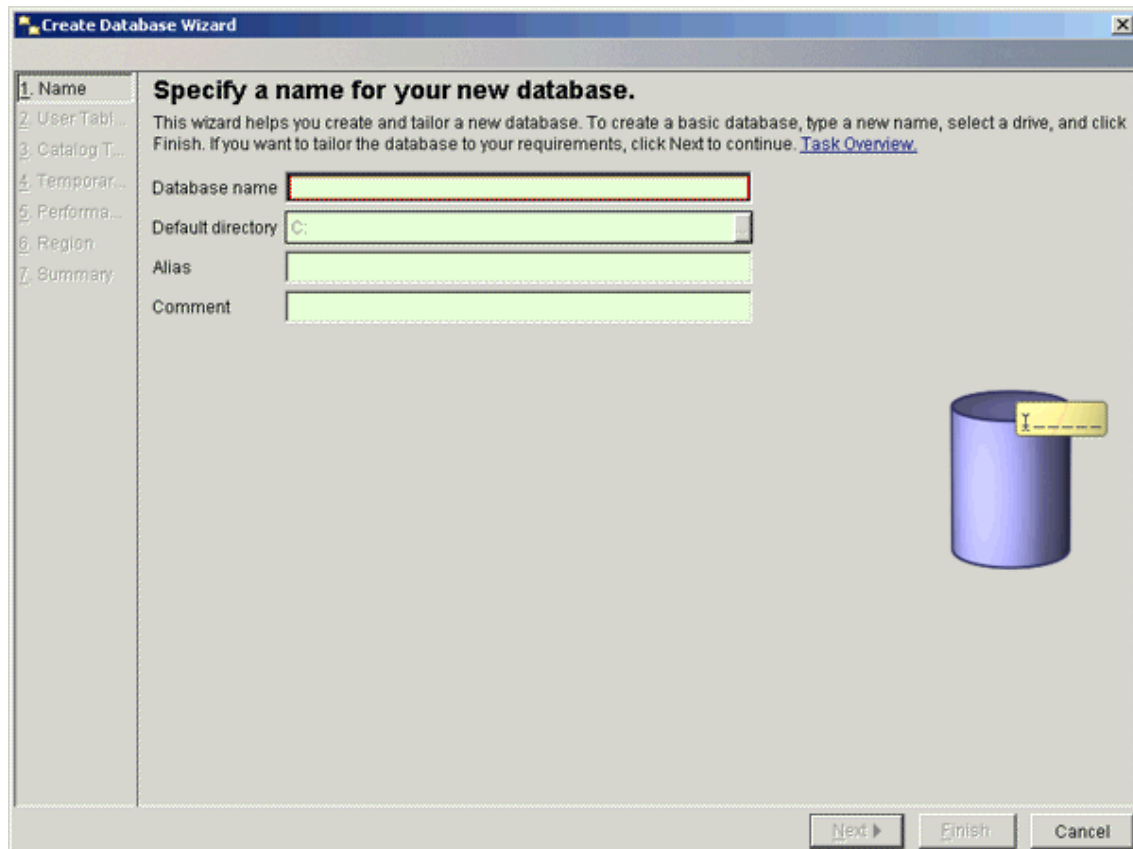 Create Database Wizard
1. Name
2. User Tabl...
3. Catalog T...
4. Temporar...
5. Performa...
6. Region
7. Summary
Specify a name for your new database.
This wizard helps you create and tailor a new database. To create a basic database, type a new name, select a drive, and click
Finish. If you want to tailor the database to your requirements, click Next to continue. Task Overview.
Database name
Default directory C: ...
Alias
Comment
Next
Finish
Cancel